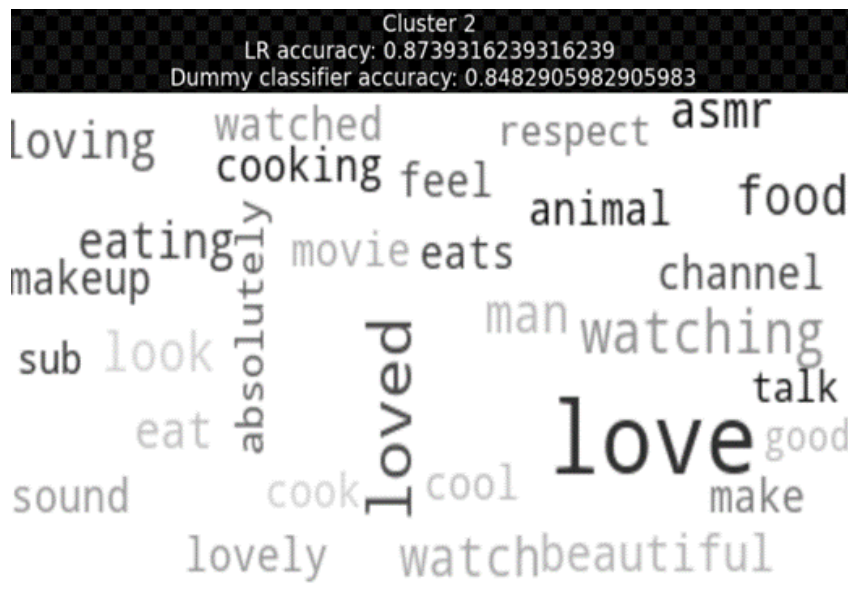 Cluster 2
LR accuracy: 0.8739316239316239
Dummy classifier accuracy: 0.8482905982905983
loving
watched
respect
asmr
cooking
feel
animal
food
eating
absolutely
movie
eats
makeup
channel
man
watching
sub
look
loved
talk
eat
love
good
sound
cook
cool
make
lovely
watch
beautiful